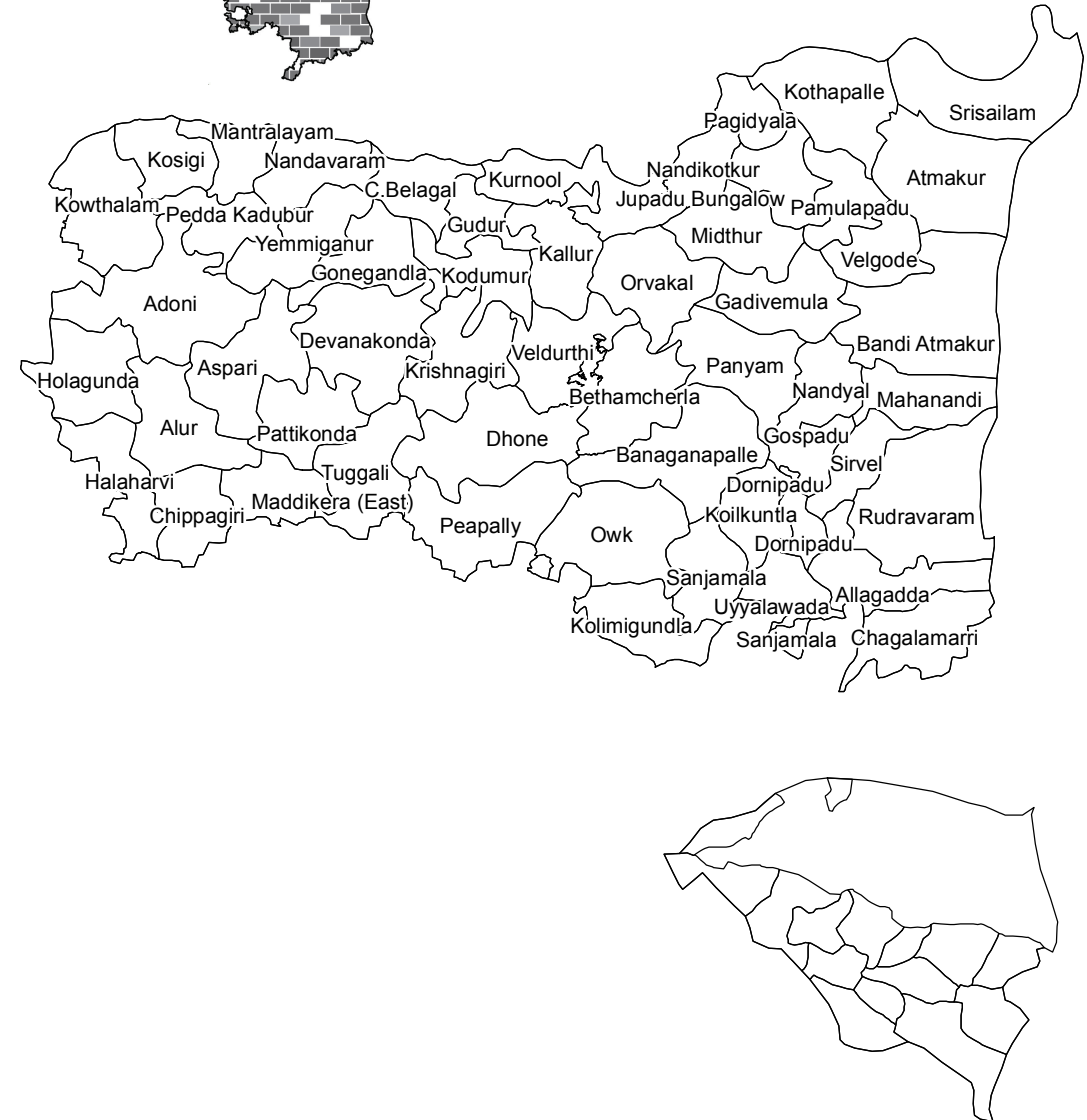 Kothapalle
Srisailam
Pagidyala
Mantralayam
Kosigi
Nandavaram
Nandikotkur
Atmakur
Kurnool
C.Belagal
Jupadu Bungalow
Kowthalam
Pamulapadu
Pedda Kadubur
Gudur
Midthur
Yemmiganur
Kallur
Velgode
Gonegandla
Kodumur
Orvakal
Adoni
Gadivemula
Devanakonda
Bandi Atmakur
Veldurthi
Aspari
Panyam
Krishnagiri
Holagunda
Nandyal
Bethamcherla
Mahanandi
Alur
Pattikonda
Dhone
Gospadu
Banaganapalle
Sirvel
Tuggali
Halaharvi
Dornipadu
Maddikera (East)
Chippagiri
Koilkuntla
Rudravaram
Peapally
Owk
Dornipadu
Sanjamala
Allagadda
Uyyalawada
Kolimigundla
Sanjamala
Chagalamarri